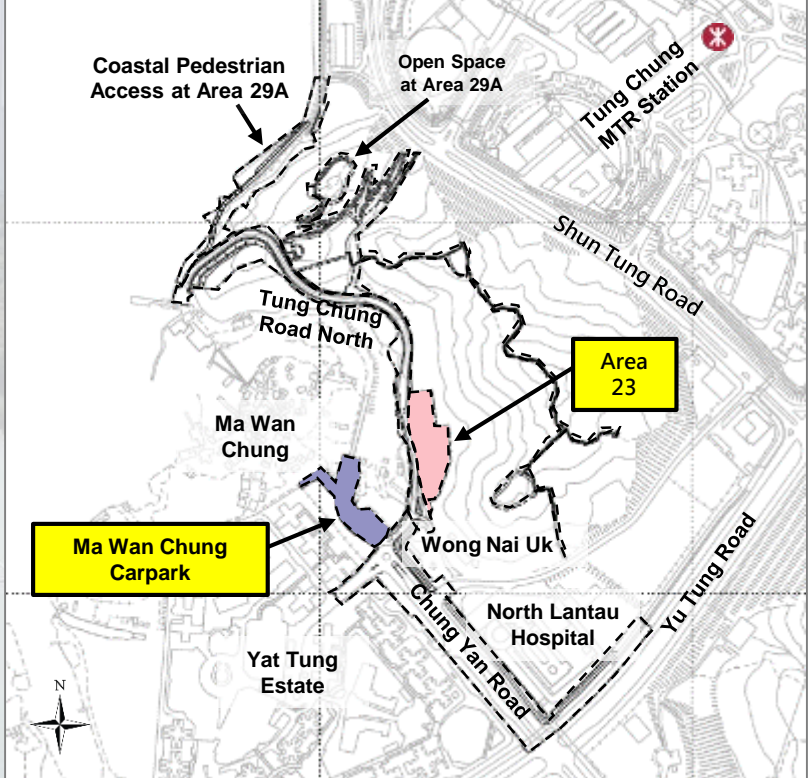 Coastal Pedestrian
Access at Area 29A
Open Space
at Area 29A
Tung Chung
MTR Station
Shun Tung Road
Tung Chung
Road North
Area
23
Ma Wan
Chung
Ma Wan Chung
Carpark
Wong Nai Uk
Chung Yan Road
North Lantau
Hospital
Yu Tung Road
Yat Tung
Estate
N